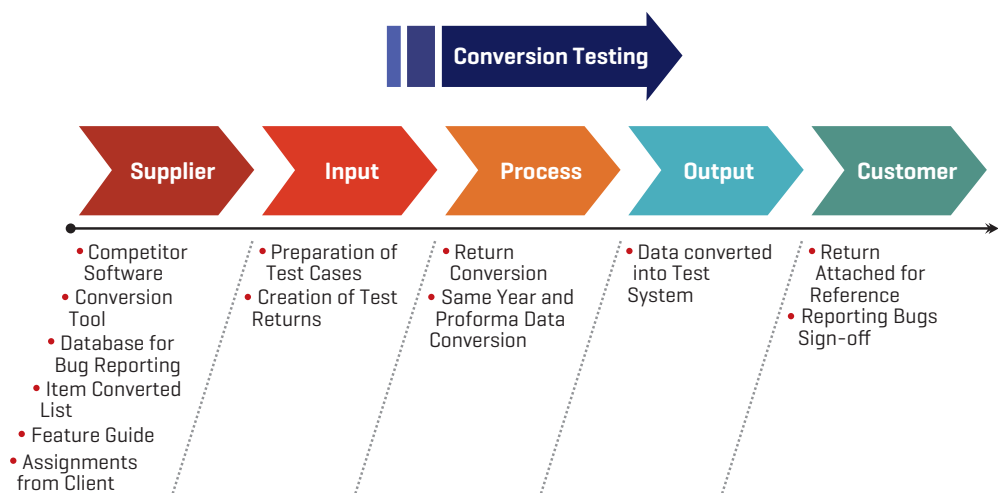 Conversion Testing
Supplier
Input
Process
Output
Customer
• Competitor
Software
• Conversion
Tool
• Database for
Bug Reporting
• Item Converted
List
• Feature Guide
• Assignments
from Client
• Preparation of
Test Cases
• Creation of Test
Returns
• Return
Conversion
• Same Year and
Proforma Data
Conversion
• Data converted
into Test
System
• Return
Attached for
Reference
• Reporting Bugs
Sign-off